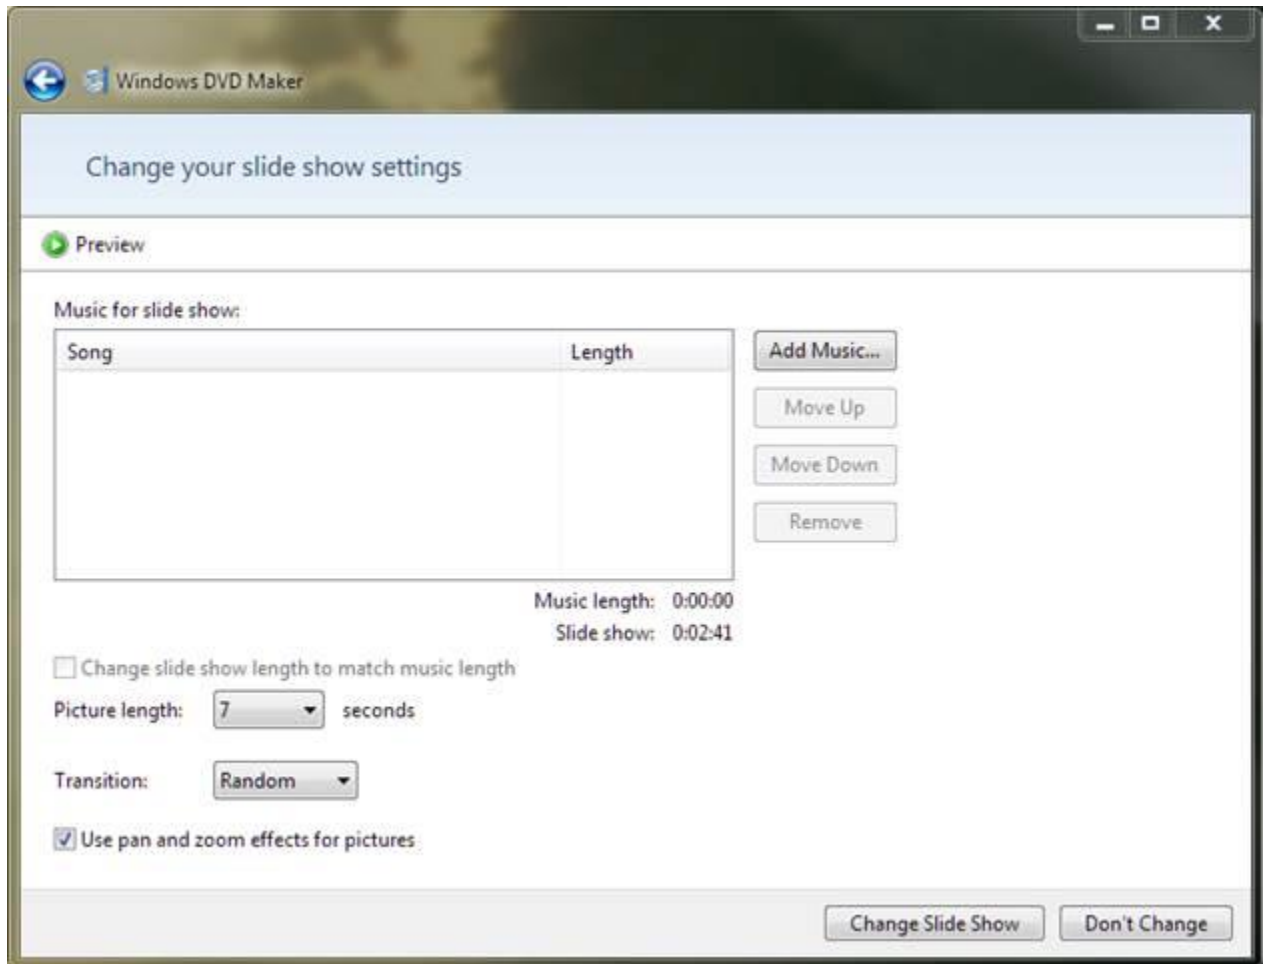 Windows DVD Maker
Change your slide show settings
Preview
Music for slide show:
Song Length
Add Music...
Move Up
Move Down
Remove
Music length: 0:00:00
Slide show: 0:02:41
Change slide show length to match music length
Picture length: 7 seconds
Transition: Random
Use pan and zoom effects for pictures
Change Slide Show Don't Change